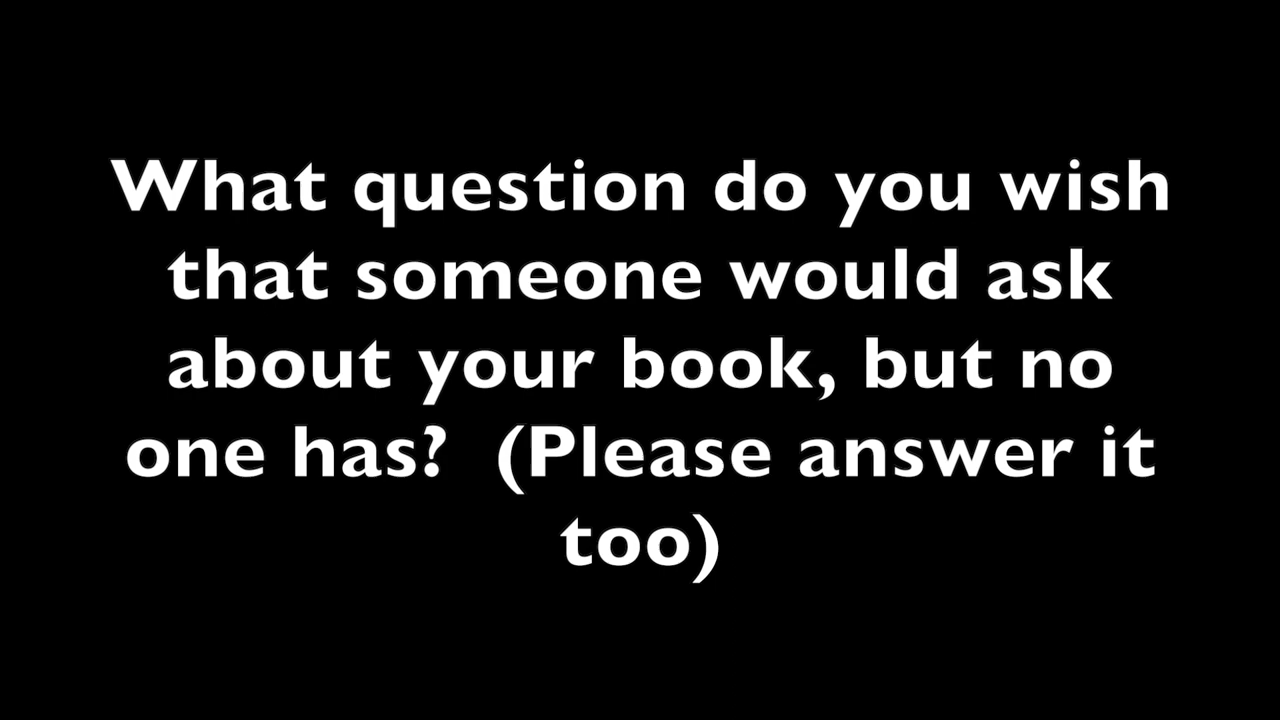 What question do you wish
that someone would ask
about your book, but no
one has?  (Please answer it
too)